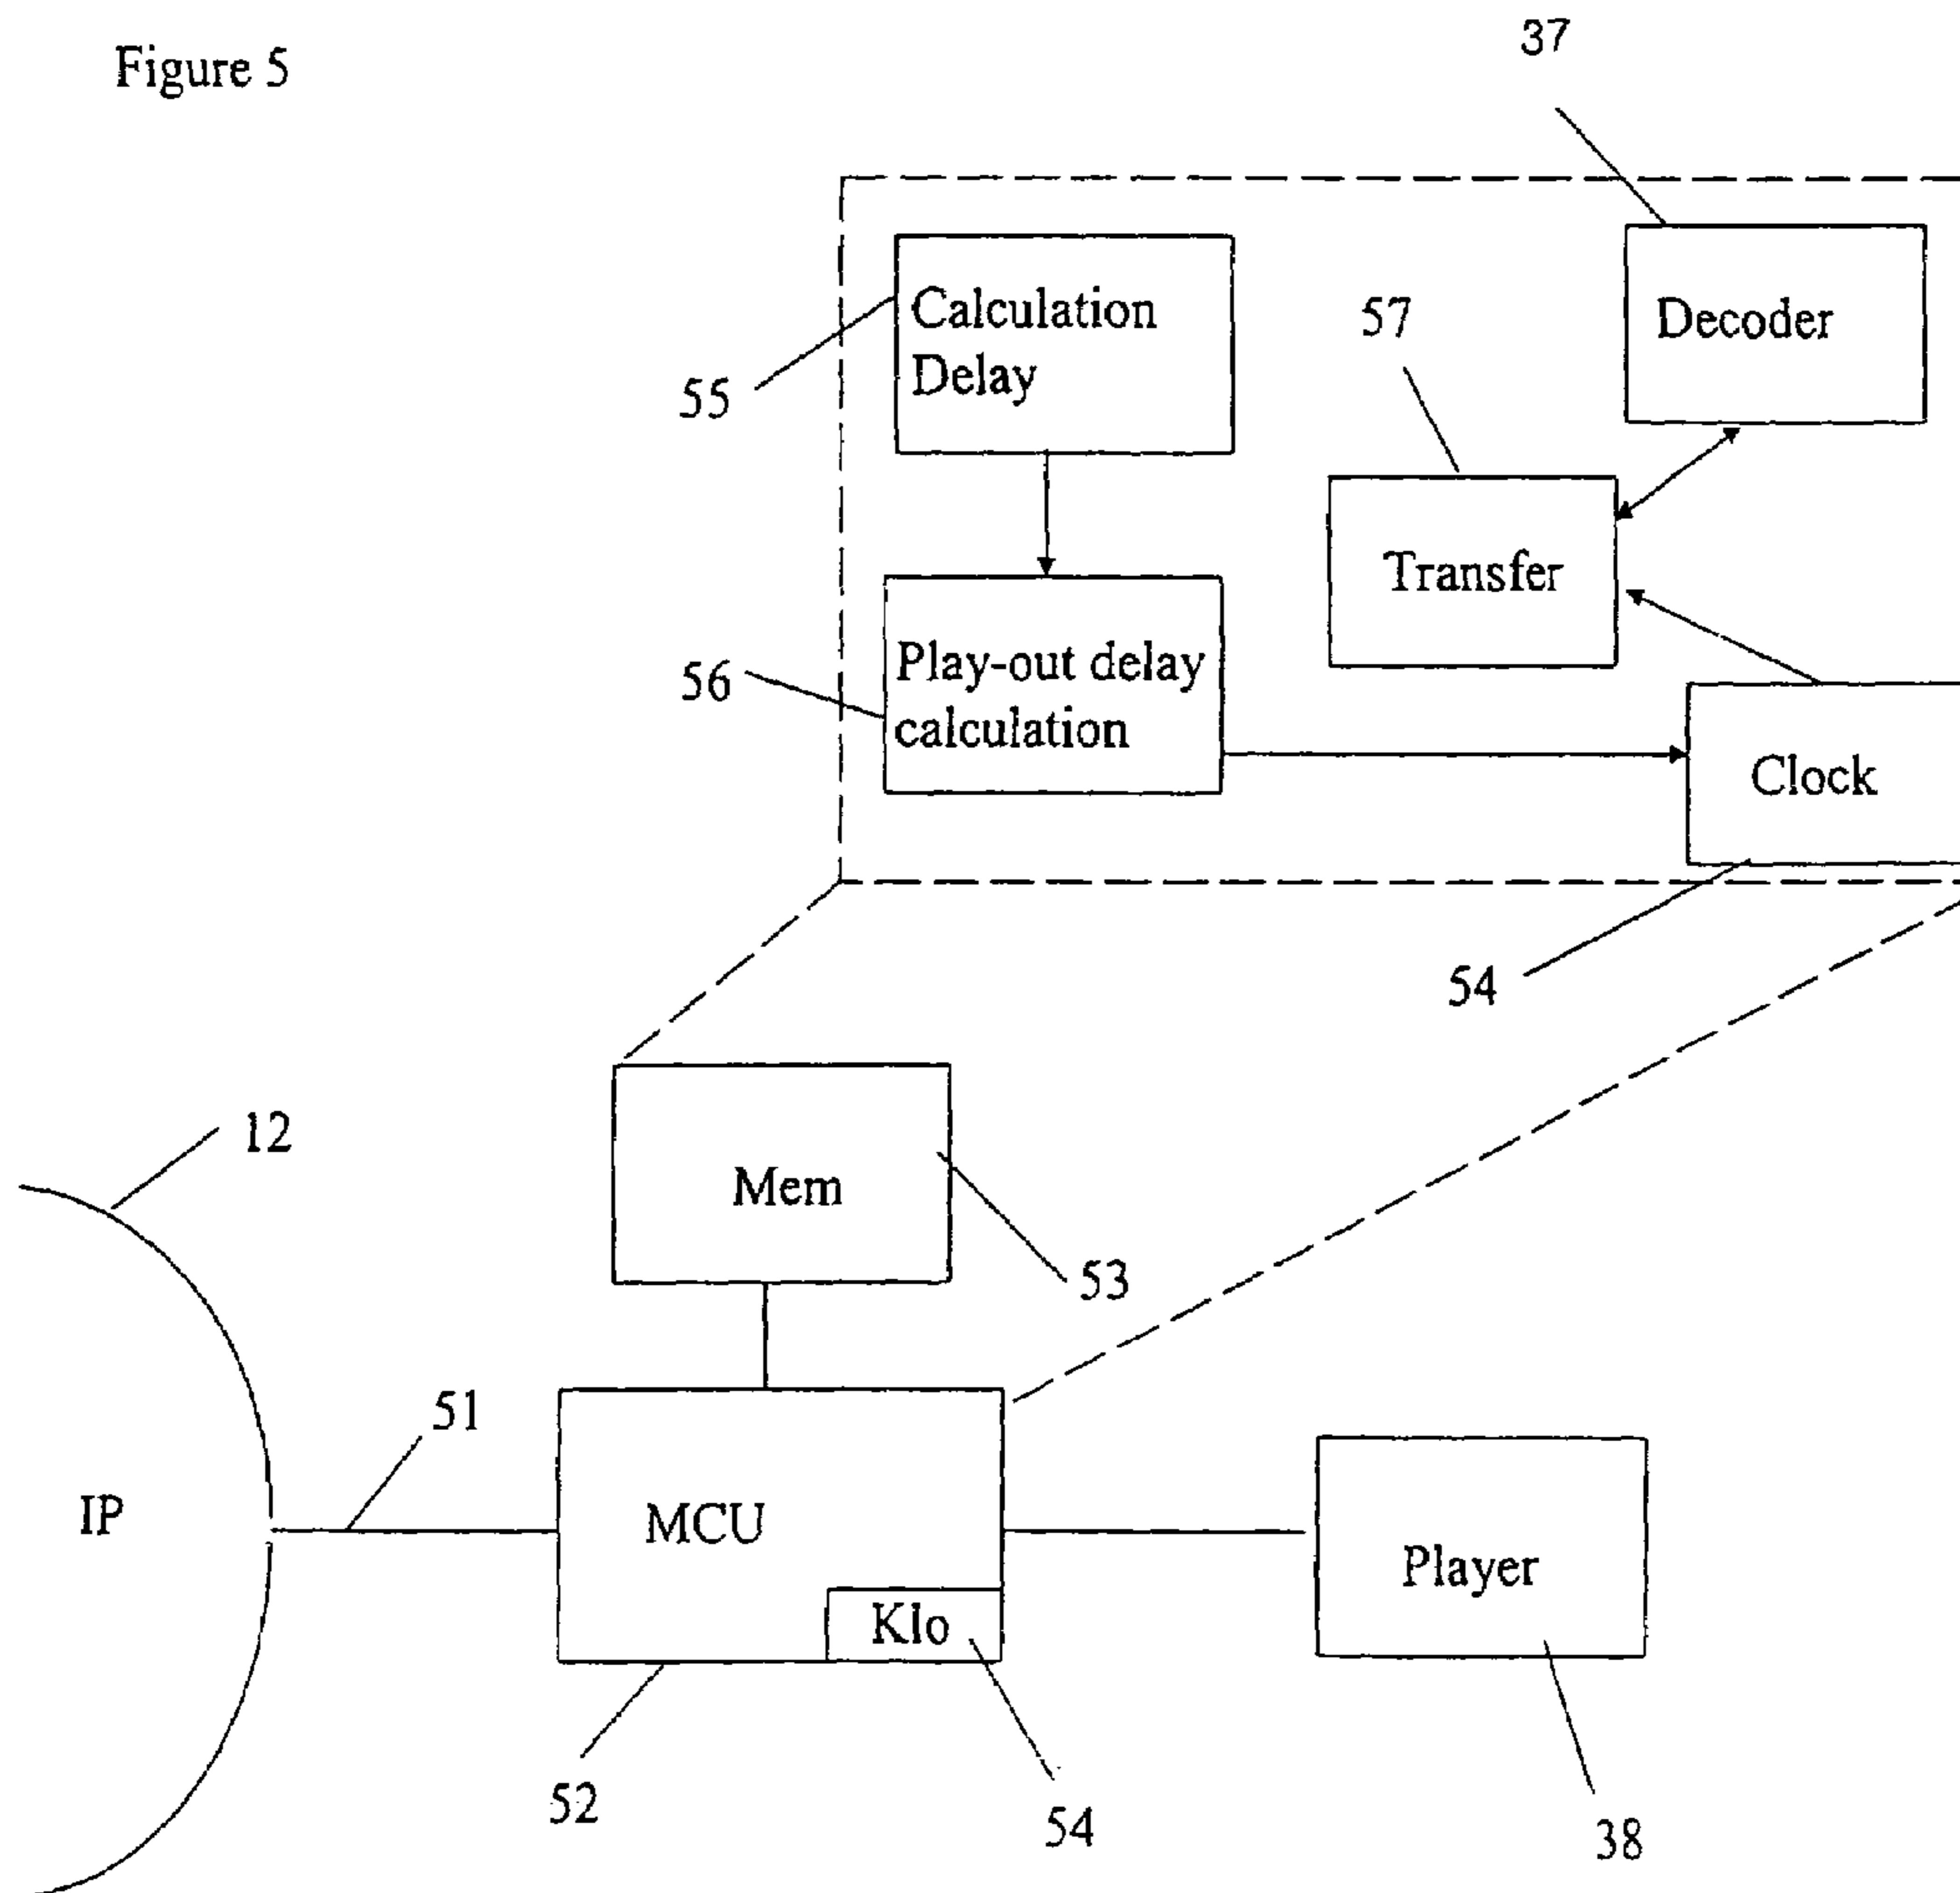 Figure 5
37
Calculation
Delay
57
Decoder
55
Transfer
56
Play-out delay
calculation
Clock
54
12
Mem
53
51
IP
MCU
Klo
Player
52
54
38